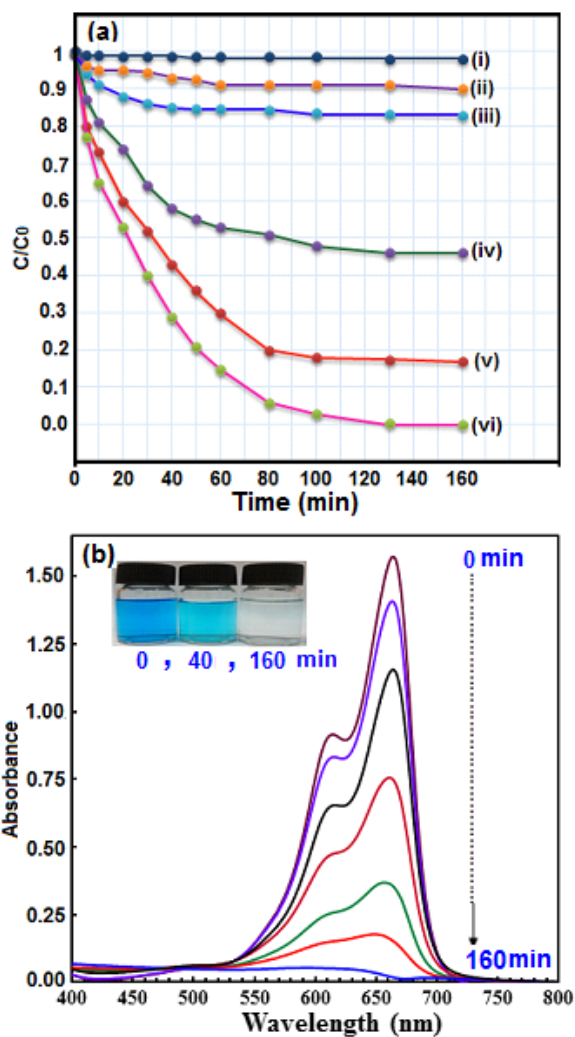 (a)
1
0.9
0.8
0.7
0.6
0.5
0.4
0.3
0.2
0.1
0.0
C/C0
(i)
(ii)
(iii)
(iv)
(v)
(vi)
0 20 40 60 80 100 120 140 160
Time (min)
(b)
0 min
0 , 40 , 160 min
1.50
1.25
1.00
0.75
0.50
0.25
0.00
Absorbance
160min
400 450 500 550 600 650 700 750 800
Wavelength (nm)